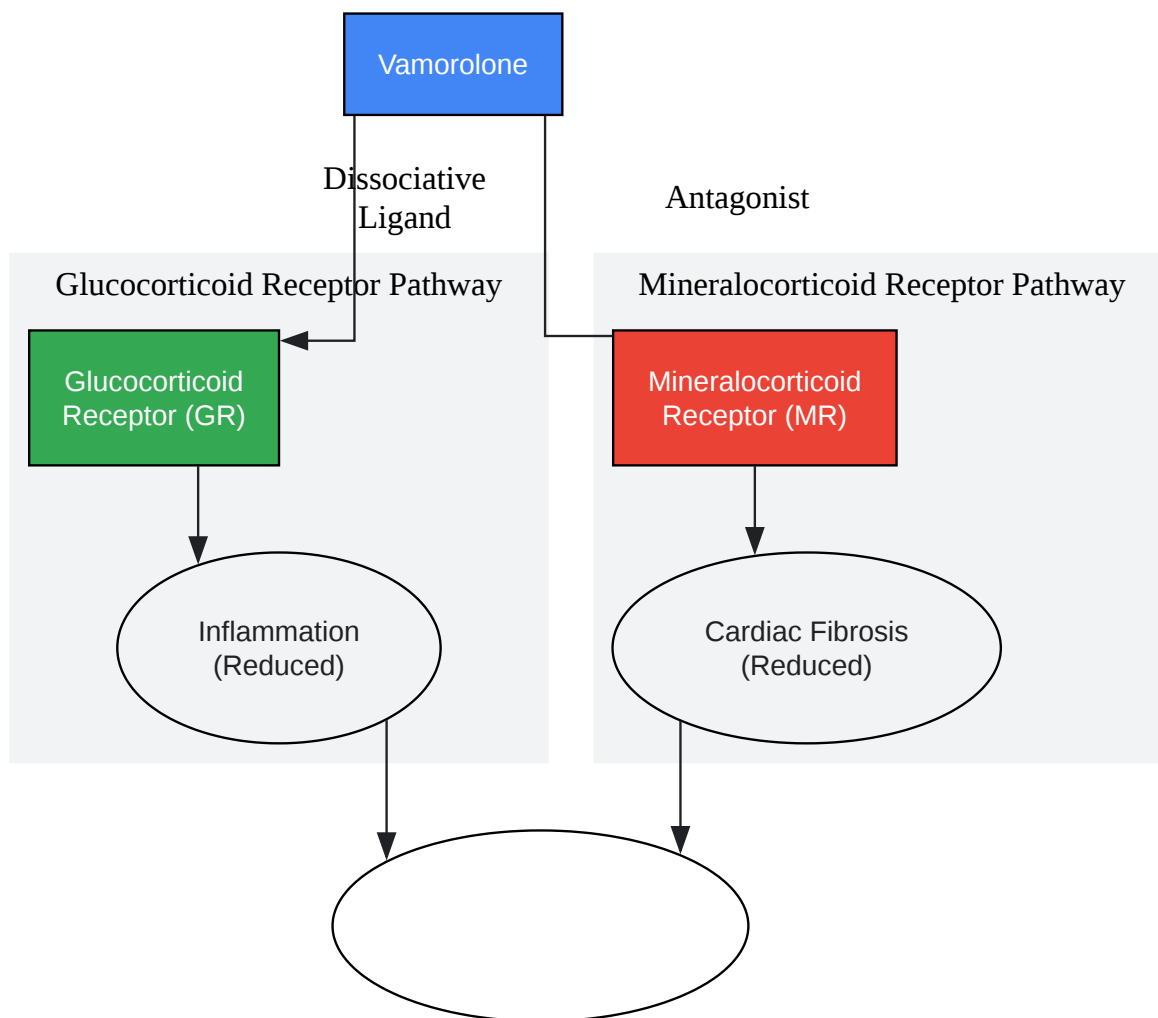 Vamorolone
Dissociative
Ligand
Antagonist
Glucocorticoid Receptor Pathway
Mineralocorticoid Receptor Pathway
Glucocorticoid
Receptor (GR)
Mineralocorticoid
Receptor (MR)
Inflammation
(Reduced)
Cardiac Fibrosis
(Reduced)